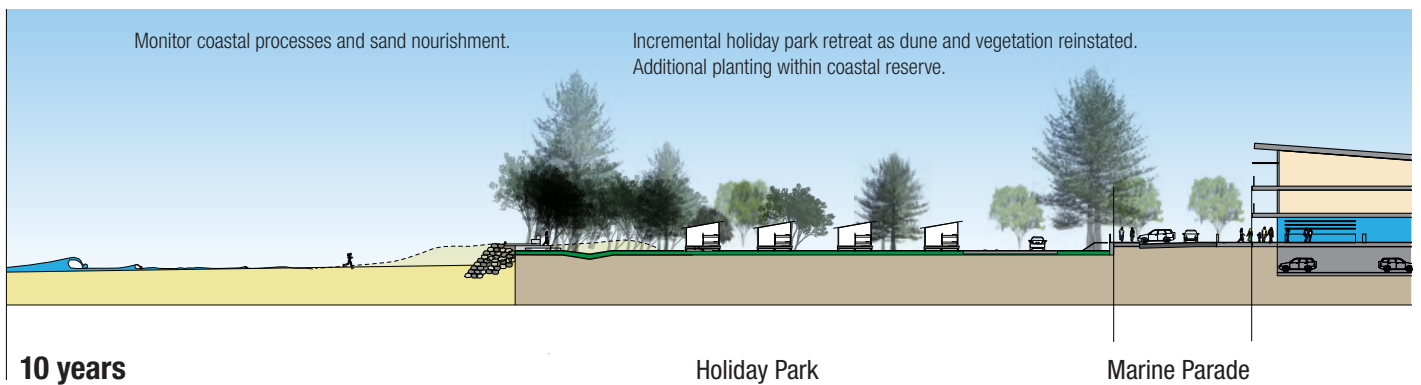 Monitor coastal processes and sand nourishment.
Incremental holiday park retreat as dune and vegetation reinstated.
Additional planting within coastal reserve.
10 years
Holiday Park
Marine Parade